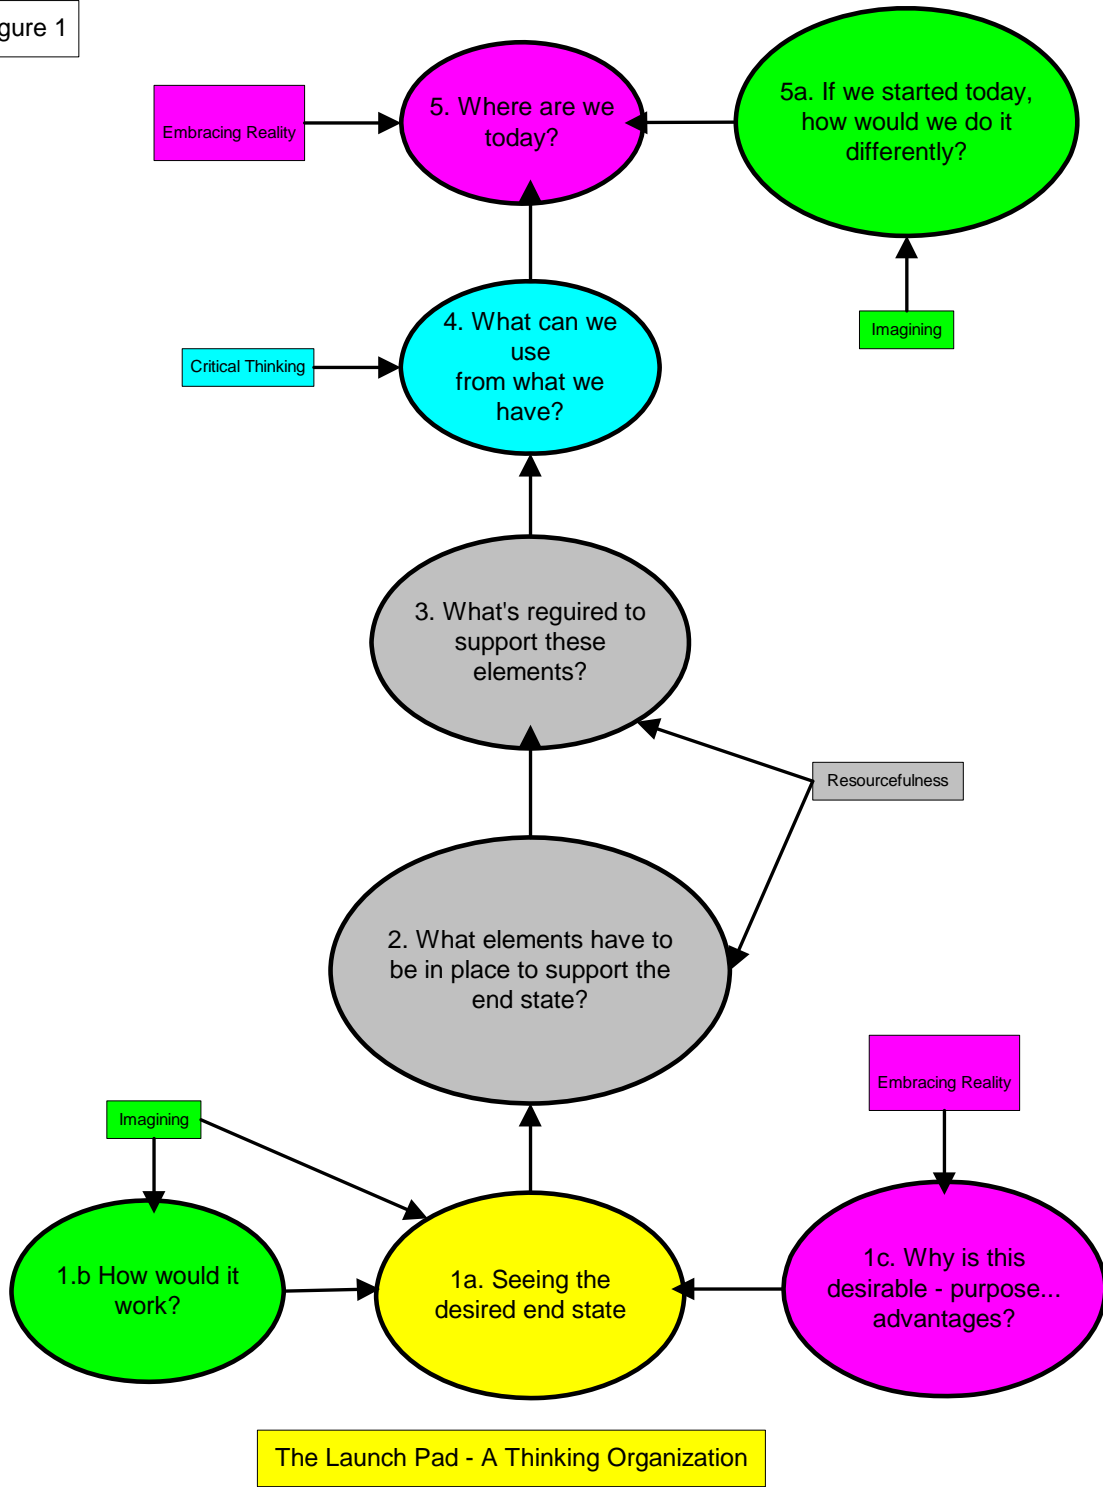 gure 1
5. Where are we
today?
5a. If we started today,
how would we do it
differently?
Embracing Reality
4. What can we
use
from what we
have?
Imagining
Critical Thinking
3. What's reguired to
support these
elements?
Resourcefulness
2. What elements have to
be in place to support the
end state?
Embracing Reality
Imagining
1.b How would it
work?
1a. Seeing the
desired end state
1c. Why is this
desirable - purpose...
advantages?
The Launch Pad - A Thinking Organization